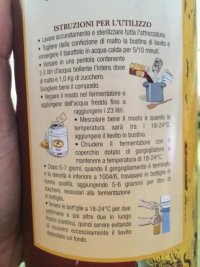 ISTRUZIONI PER L'UTILIZZO
• Lavare accuratamente e sterilizzare tutta l'attrezzatura.
• Togliere dalla confezione di malto la bustina di lievito e
immergere il barattolo in acqua calda per 5/10 minuti.
• Versare in una pentola contenente
2-3 litri d'acqua bollente l'intera dose
di malto e 1,0 Kg di zucchero.
Sciogliere bene il composto.
• Versare il mosto nel fermentatore e
aggiungere dell'acqua fredda fino a
raggiungere i 23 litri.
• Mescolare bene il mosto e quando la
temperatura sarà tra i 18-24°C
aggiungere la bustina di lievito.
• Chiudere il fermentatore con il
coperchio dotato di gorgogliatore e
mantenere a temperatura di 18-24°C.
• Dopo 5-7 giorni, quando il gorgogliamento è terminato
e la densità è inferiore a 1004/6, travasare in bottiglie di
buona qualità, aggiungendo 5-6 grammi per litro di
zucchero, necessari alla fermentazione
in bottiglia.
• Tenere le bottiglie a 18-24°C per due
settimane e poi altre due in luogo
fresco (cantina), quindi servire evitando
di muovere eccessivamente il lievito
depositato sul fondo.